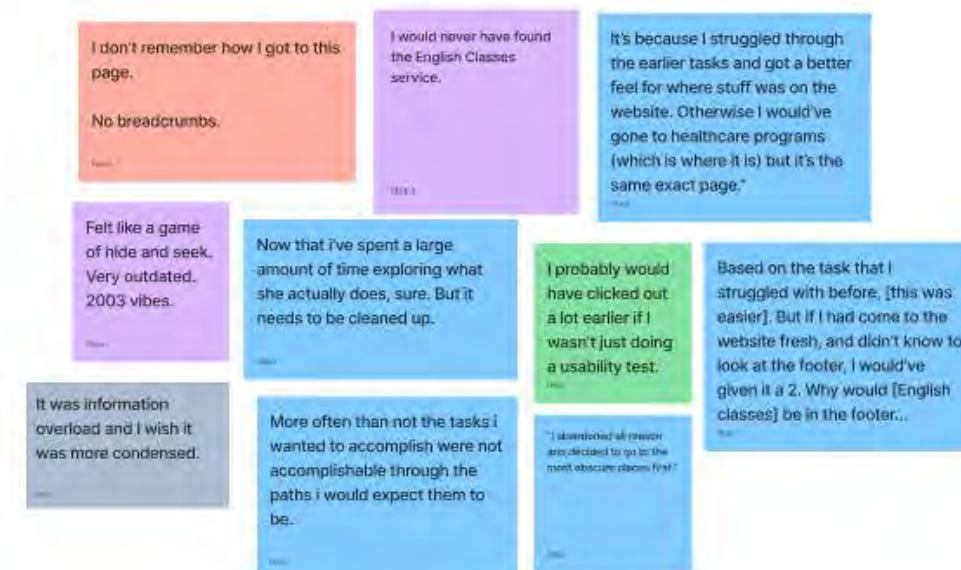 I don't remember how I got to this
page.
No breadcrumbs.
I would never have found
the English Classes
service.
It's because I struggled through
the earlier tasks and got a better
feel for where stuff was on the
website. Otherwise I would've
gone to healthcare programs
(which is where it is) but it's the
same exact page."
Felt like a game
of hide and seek.
Very outdated.
2003 vibes.
Now that i've spent a large
amount of time exploring what
she actually does, sure. But it
needs to be cleaned up.
I probably would
have clicked out
a lot earlier if I
wasn't just doing
a usability test.
Based on the task that I
struggled with before, [this was
easier]. But if I had come to the
website fresh, and didn't know to
look at the footer, I would've
given it a 2. Why would [English
classes] be in the footer...
It was information
overload and I wish it
was more condensed.
More often than not the tasks i
wanted to accomplish were not
accomplishable through the
paths i would expect them to
be.
"I abandoned all reason
and decided to go to the
most obscure places first."